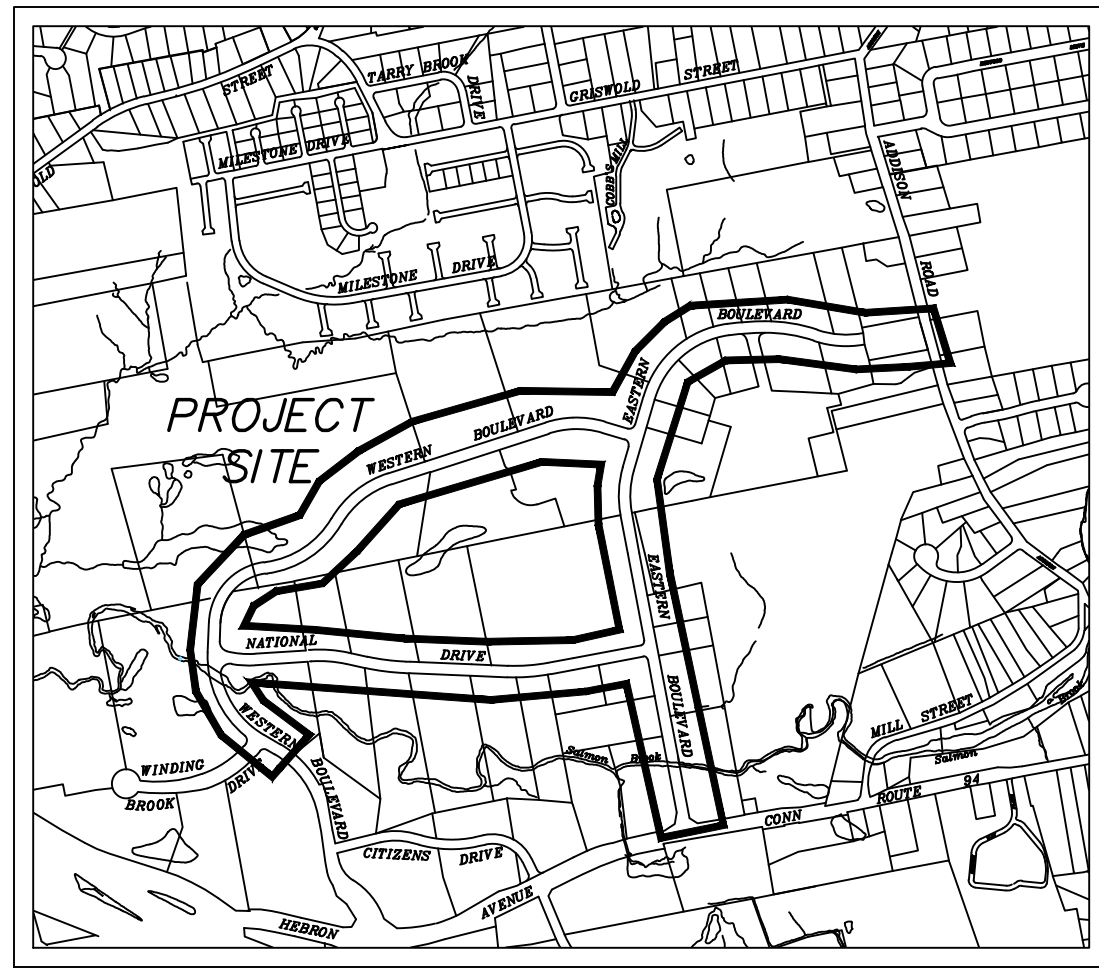 STREET
TARRY BROOK
DRIVE
GRISWOLD STREET
MILESTONE DRIVE
OLD
COBB'S MILL
ADDISON
ROAD
MILESTONE DRIVE
BOULEVARD
EASTERN
PROJECT
SITE
WESTERN BOULEVARD
EASTERN
BOULEVARD
NATIONAL DRIVE
WESTERN
BOULEVARD
WINDING
BROOK DRIVE
Salmon Brook
MILL STREET
Salmon
Brook
CONN ROUTE 94
CITIZENS DRIVE
HEBRON AVENUE